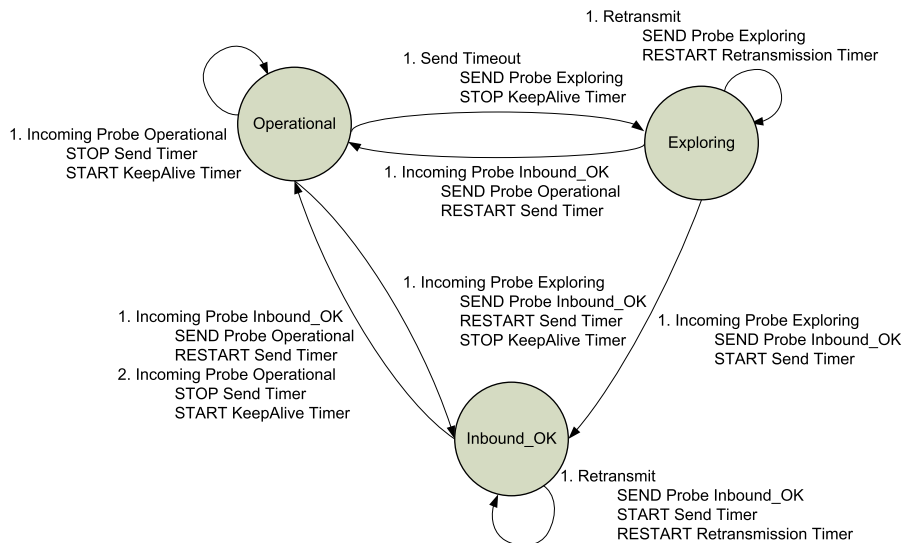 1. Retransmit
SEND Probe Exploring
RESTART Retransmission Timer
1. Send Timeout
SEND Probe Exploring
STOP KeepAlive Timer
Operational
Exploring
1. Incoming Probe Operational
STOP Send Timer
START KeepAlive Timer
1. Incoming Probe Inbound_OK
SEND Probe Operational
RESTART Send Timer
1. Incoming Probe Exploring
SEND Probe Inbound_OK
RESTART Send Timer
STOP KeepAlive Timer
1. Incoming Probe Inbound_OK
SEND Probe Operational
RESTART Send Timer
2. Incoming Probe Operational
STOP Send Timer
START KeepAlive Timer
1. Incoming Probe Exploring
SEND Probe Inbound_OK
START Send Timer
Inbound_OK
1. Retransmit
SEND Probe Inbound_OK
START Send Timer
RESTART Retransmission Timer